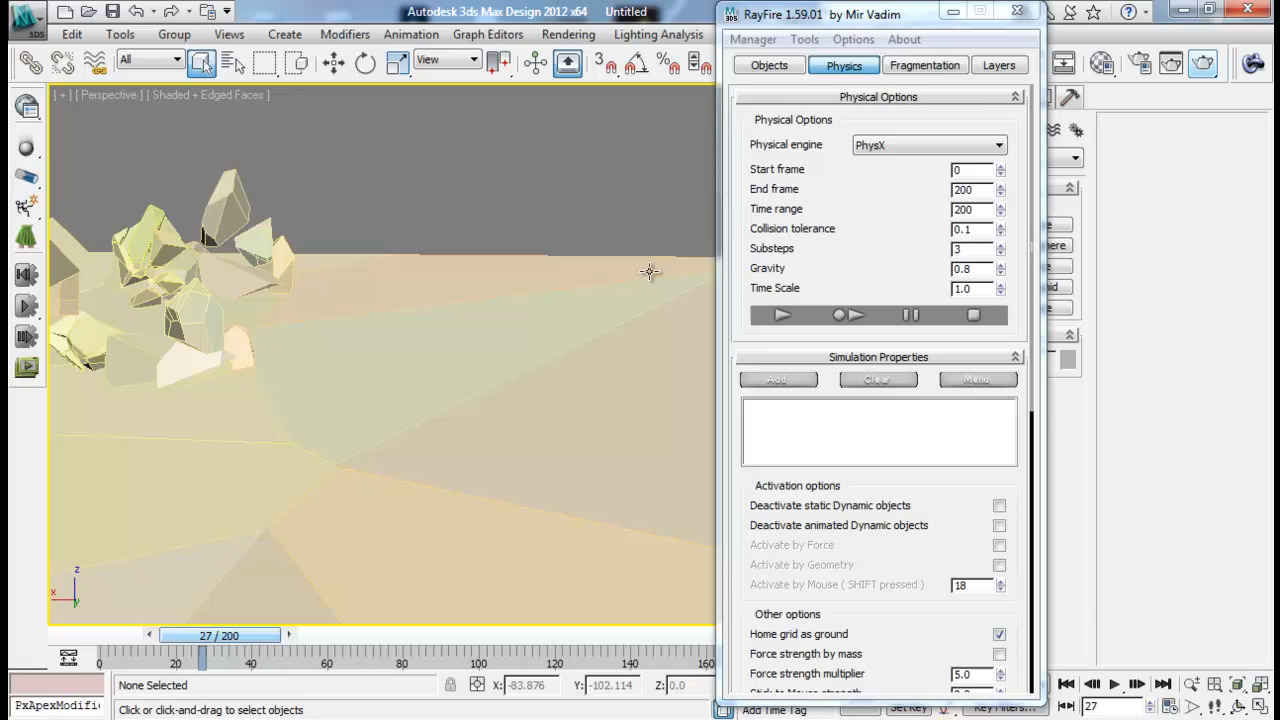 Autodesk 3ds Max Design 2012 x64
Untitled
RayFire 1.59.01 by Mir Vadim
Edit
Tools
Group
Views
Create
Modifiers
Animation
Graph Editors
Rendering
Lighting Analysis
Manager
Tools
Options
About
All
View
3
Objects
Physics
Fragmentation
Layers
[ + ] [ Perspective ] [ Shaded + Edged Faces ]
Physical Options
Physical Options
Physical engine
PhysX
Start frame
0
End frame
200
Time range
200
Collision tolerance
0.1
Substeps
3
Gravity
0.8
Time Scale
1.0
Simulation Properties
Add
Clear
Menu
Activation options
Deactivate static Dynamic objects
Deactivate animated Dynamic objects
Activate by Force
Activate by Geometry
Activate by Mouse ( SHIFT pressed )
18
Other options
Home grid as ground
Force strength by mass
Force strength multiplier
5.0
z
x
y
27 / 200
0
20
40
60
80
100
120
140
160
None Selected
X:
-83.876
Y:
-102.114
Z:
0.0
PxApexModific
Click or click-and-drag to select objects
Add Time Tag
Set Key
Key Filters...
27